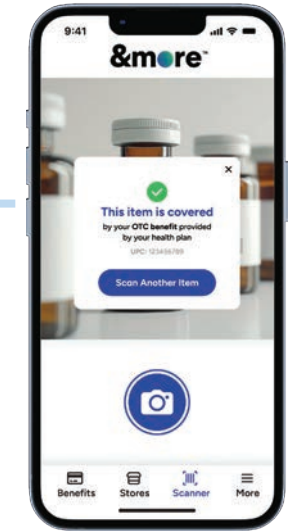 9:41
&more™
This item is covered
by your OTC benefit provided
by your health plan
UPC: 123456789
Scan Another Item
Benefits
Stores
Scanner
More